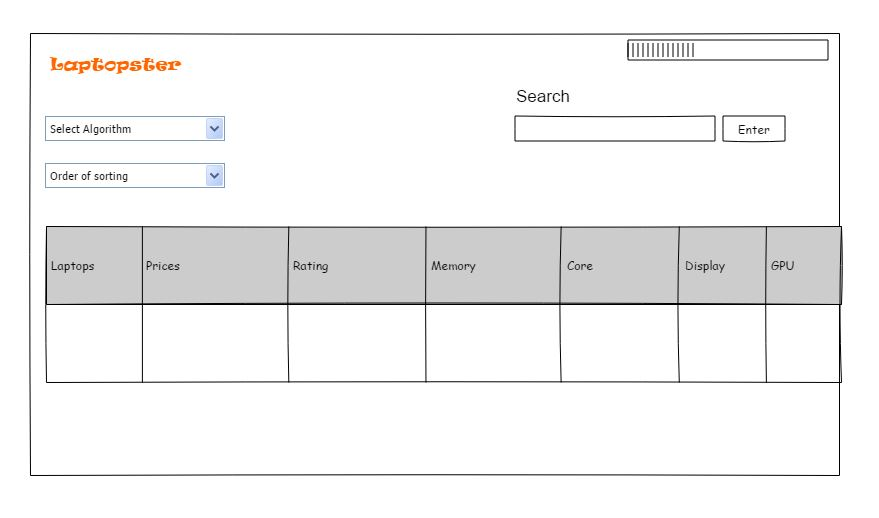 Laptopster
Search
Select Algorithm
Enter
Order of sorting
Laptops Prices Rating Memory Core Display GPU